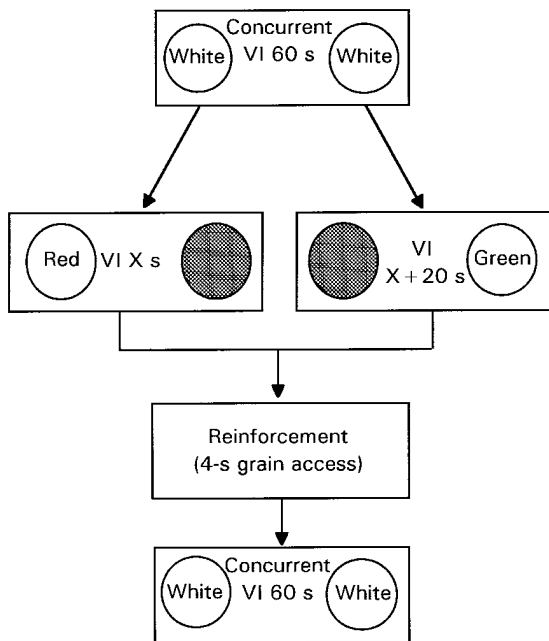 Concurrent
White VI 60 s White
Red VI X s
VI
X + 20 s Green
Reinforcement
(4-s grain access)
Concurrent
White VI 60 s White